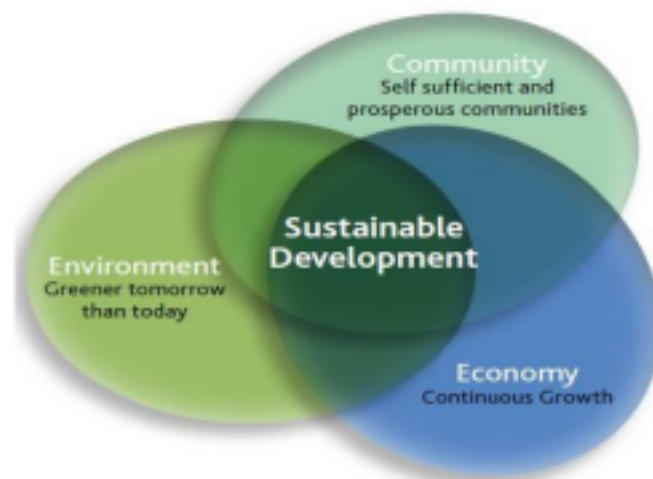 Community
Self sufficient and
prosperous communities
Sustainable
Development
Environment
Greener tomorrow
than today
Economy
Continuous Growth